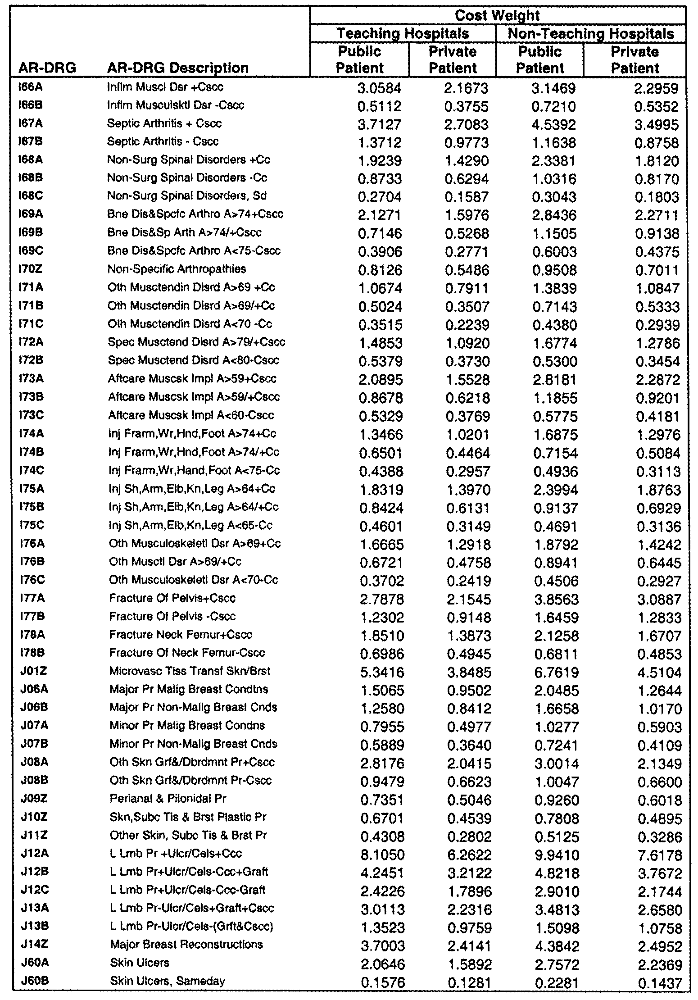 Cost Weight
Teaching Hospitals Non-Teaching Hospitals
Public Private Public Private
AR-DRG AR-DRG Description Patient Patient Patient Patient
I66A Inflm Muscl Dsr +Cscc 3.0584 2.1673 3.1469 2.2959
I66B Inflm Musculsktl Dsr -Cscc 0.5112 0.3755 0.7210 0.5352
I67A Septic Arthritis + Cscc 3.7127 2.7083 4.5392 3.4995
I67B Septic Arthritis - Cscc 1.3712 0.9773 1.1638 0.8758
I68A Non-Surg Spinal Disorders +Cc 1.9239 1.4290 2.3381 1.8120
I68B Non-Surg Spinal Disorders -Cc 0.8733 0.6294 1.0316 0.8170
I68C Non-Surg Spinal Disorders, Sd 0.2704 0.1587 0.3043 0.1803
I69A Bne Dis&Spcfc Arthro A>74+Cscc 2.1271 1.5976 2.8436 2.2711
I69B Bne Dis&Sp Arth A>74/+Cscc 0.7146 0.5268 1.1505 0.9138
I69C Bne Dis&Spcfc Arthro A<75-Cscc 0.3906 0.2771 0.6003 0.4375
I70Z Non-Specific Arthropathies 0.8126 0.5486 0.9508 0.7011
I71A Oth Musctendin Disrd A>69 +Cc 1.0674 0.7911 1.3839 1.0847
I71B Oth Musctendin Disrd A>69/+Cc 0.5024 0.3507 0.7143 0.5333
I71C Oth Musctendin Disrd A<70 -Cc 0.3515 0.2239 0.4380 0.2939
I72A Spec Musctend Disrd A>79/+Cscc 1.4853 1.0920 1.6774 1.2786
I72B Spec Musctend Disrd A<80-Cscc 0.5379 0.3730 0.5300 0.3454
I73A Aftcare Muscsk Impl A>59+Cscc 2.0895 1.5528 2.8181 2.2872
I73B Aftcare Muscsk Impl A>59/+Cscc 0.8678 0.6218 1.1855 0.9201
I73C Aftcare Muscsk Impl A<60-Cscc 0.5329 0.3769 0.5775 0.4181
I74A Inj Frarm,Wr,Hnd,Foot A>74+Cc 1.3466 1.0201 1.6875 1.2976
I74B Inj Frarm,Wr,Hnd,Foot A>74/+Cc 0.6501 0.4464 0.7154 0.5084
I74C Inj Frarm,Wr,Hand,Foot A<75-Cc 0.4388 0.2957 0.4936 0.3113
I75A Inj Sh,Arm,Elb,Kn,Leg A>64+Cc 1.8319 1.3970 2.3994 1.8763
I75B Inj Sh,Arm,Elb,Kn,Leg A>64/+Cc 0.8424 0.6131 0.9137 0.6929
I75C Inj Sh,Arm,Elb,Kn,Leg A<65-Cc 0.4601 0.3149 0.4691 0.3136
I76A Oth Musculoskeletl Dsr A>69+Cc 1.6665 1.2918 1.8792 1.4242
I76B Oth Musctl Dsr A>69/+Cc 0.6721 0.4758 0.8941 0.6445
I76C Oth Musculoskeletl Dsr A<70-Cc 0.3702 0.2419 0.4506 0.2927
I77A Fracture Of Pelvis+Cscc 2.7878 2.1545 3.8563 3.0887
I77B Fracture Of Pelvis -Cscc 1.2302 0.9148 1.6459 1.2833
I78A Fracture Neck Femur+Cscc 1.8510 1.3873 2.1258 1.6707
I78B Fracture Of Neck Femur-Cscc 0.6986 0.4945 0.6811 0.4853
J01Z Microvasc Tiss Transf Skn/Brst 5.3416 3.8485 6.7619 4.5104
J06A Major Pr Malig Breast Condtns 1.5065 0.9502 2.0485 1.2644
J06B Major Pr Non-Malig Breast Cnds 1.2580 0.8412 1.6658 1.0170
J07A Minor Pr Malig Breast Condns 0.7955 0.4977 1.0277 0.5903
J07B Minor Pr Non-Malig Breast Cnds 0.5889 0.3640 0.7241 0.4109
J08A Oth Skn Grf&/Dbrdmnt Pr+Cscc 2.8176 2.0415 3.0014 2.1349
J08B Oth Skn Grf&/Dbrdmnt Pr-Cscc 0.9479 0.6623 1.0047 0.6600
J09Z Perianal & Pilonidal Pr 0.7351 0.5046 0.9260 0.6018
J10Z Skn,Subc Tis & Brst Plastic Pr 0.6701 0.4539 0.7808 0.4895
J11Z Other Skin, Subc Tis & Brst Pr 0.4308 0.2802 0.5125 0.3286
J12A L Lmb Pr +Ulcr/Cels+Ccc 8.1050 6.2622 9.9410 7.6178
J12B L Lmb Pr+Ulcr/Cels-Ccc+Graft 4.2451 3.2122 4.8218 3.7672
J12C L Lmb Pr+Ulcr/Cels-Ccc-Graft 2.4226 1.7896 2.9010 2.1744
J13A L Lmb Pr-Ulcr/Cels+Graft+Cscc 3.0113 2.2316 3.4813 2.6580
J13B L Lmb Pr-Ulcr/Cels-(Grft&Cscc) 1.3523 0.9759 1.5098 1.0758
J14Z Major Breast Reconstructions 3.7003 2.4141 4.3842 2.4952
J60A Skin Ulcers 2.0646 1.5892 2.7572 2.2369
J60B Skin Ulcers, Sameday 0.1576 0.1281 0.2281 0.1437